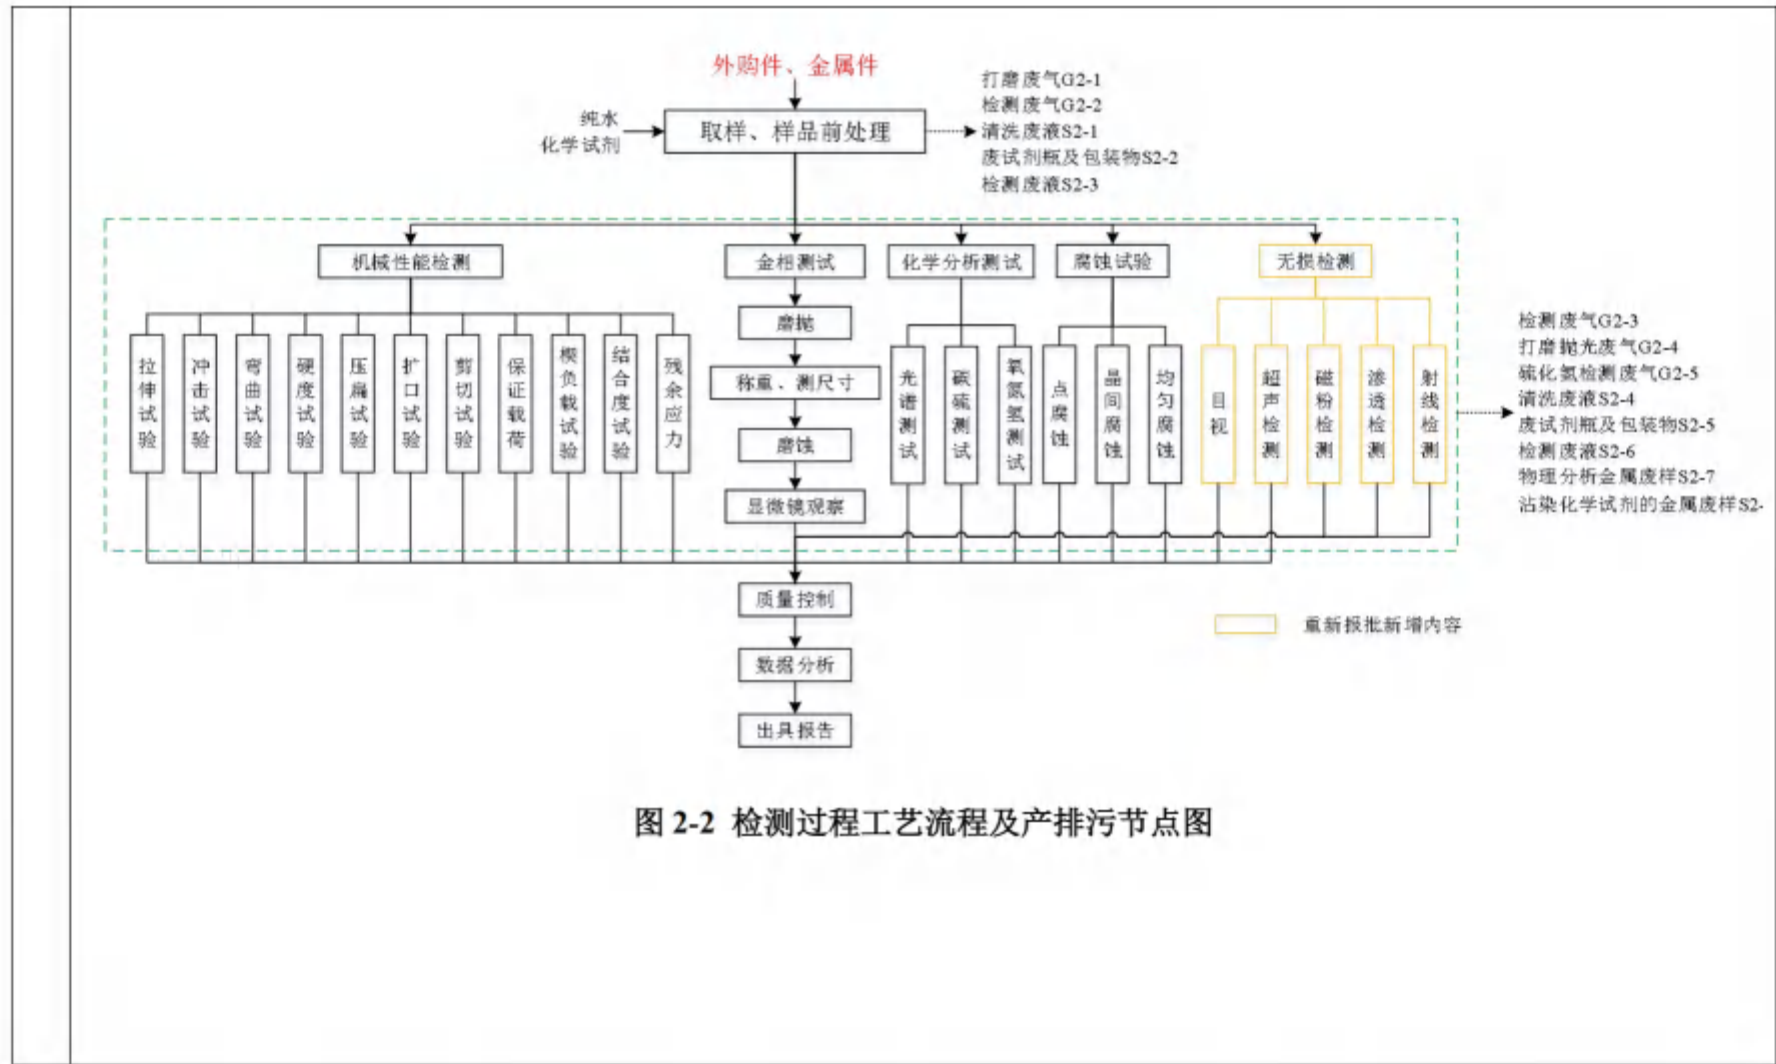 外购件、金属件
纯水
化学试剂
取样、样品前处理
打磨废气G2-1
检测废气G2-2
清洗废液S2-1
废试剂瓶及包装物S2-2
检测废液S2-3
机械性能检测
金相测试
化学分析测试
腐蚀试验
无损检测
拉伸试验
冲击试验
弯曲试验
硬度试验
压扁试验
扩口试验
剪切试验
保证载荷
楔负载试验
结合度试验
残余应力
磨抛
称重、测尺寸
磨蚀
显微镜观察
光谱测试
碳硫测试
氧氮氢测试
点腐蚀
晶间腐蚀
均匀腐蚀
目视
超声检测
磁粉检测
渗透检测
射线检测
检测废气G2-3
打磨抛光废气G2-4
硫化氢检测废气G2-5
清洗废液S2-4
废试剂瓶及包装物S2-5
检测废液S2-6
物理分析金属废样S2-7
沾染化学试剂的金属废样S2-
质量控制
数据分析
出具报告
重新报批新增内容
图 2-2 检测过程工艺流程及产排污节点图